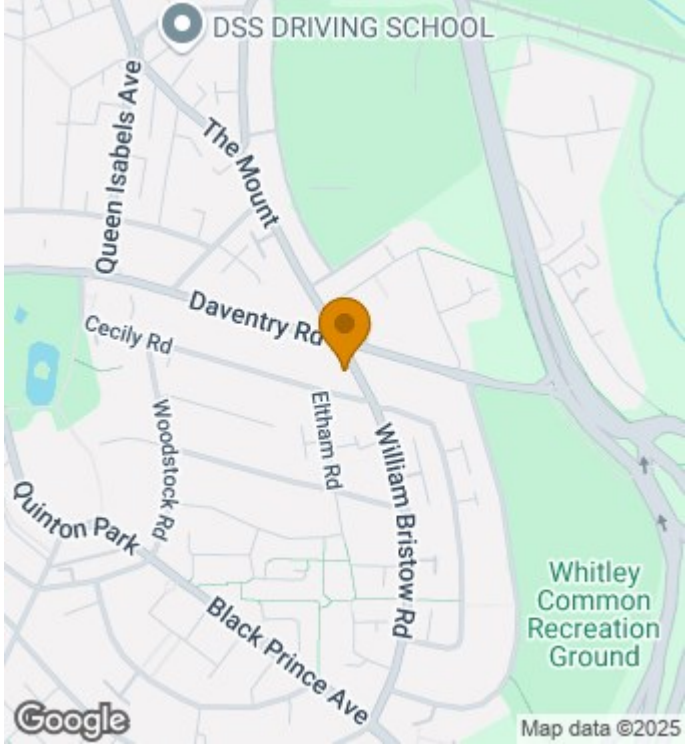 DSS DRIVING SCHOOL
Queen Isabels Ave
The Mount
Daventry Rd
Cecily Rd
Eltham Rd
Woodstock Rd
William Bristow Rd
Quinton Park
Black Prince Ave
Whitley
Common
Recreation
Ground
Google
Map data ©2025